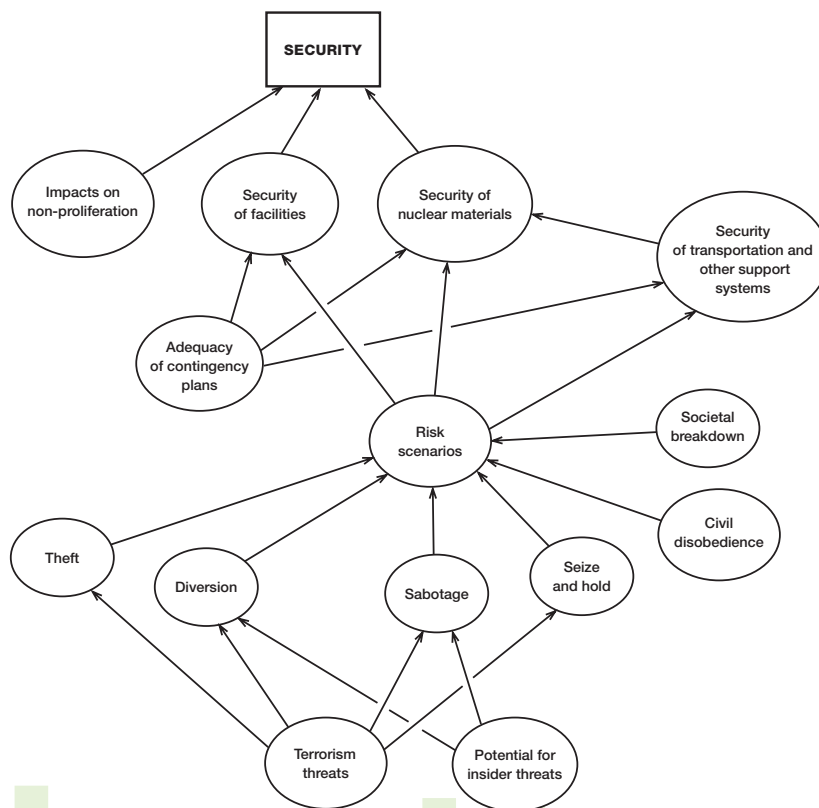 SECURITY
Impacts on
non-proliferation
Security
of facilities
Security of
nuclear materials
Security
of transportation and
other support
systems
Adequacy
of contingency
plans
Risk
scenarios
Societal
breakdown
Civil
disobedience
Theft
Diversion
Sabotage
Seize
and hold
Terrorism
threats
Potential for
insider threats